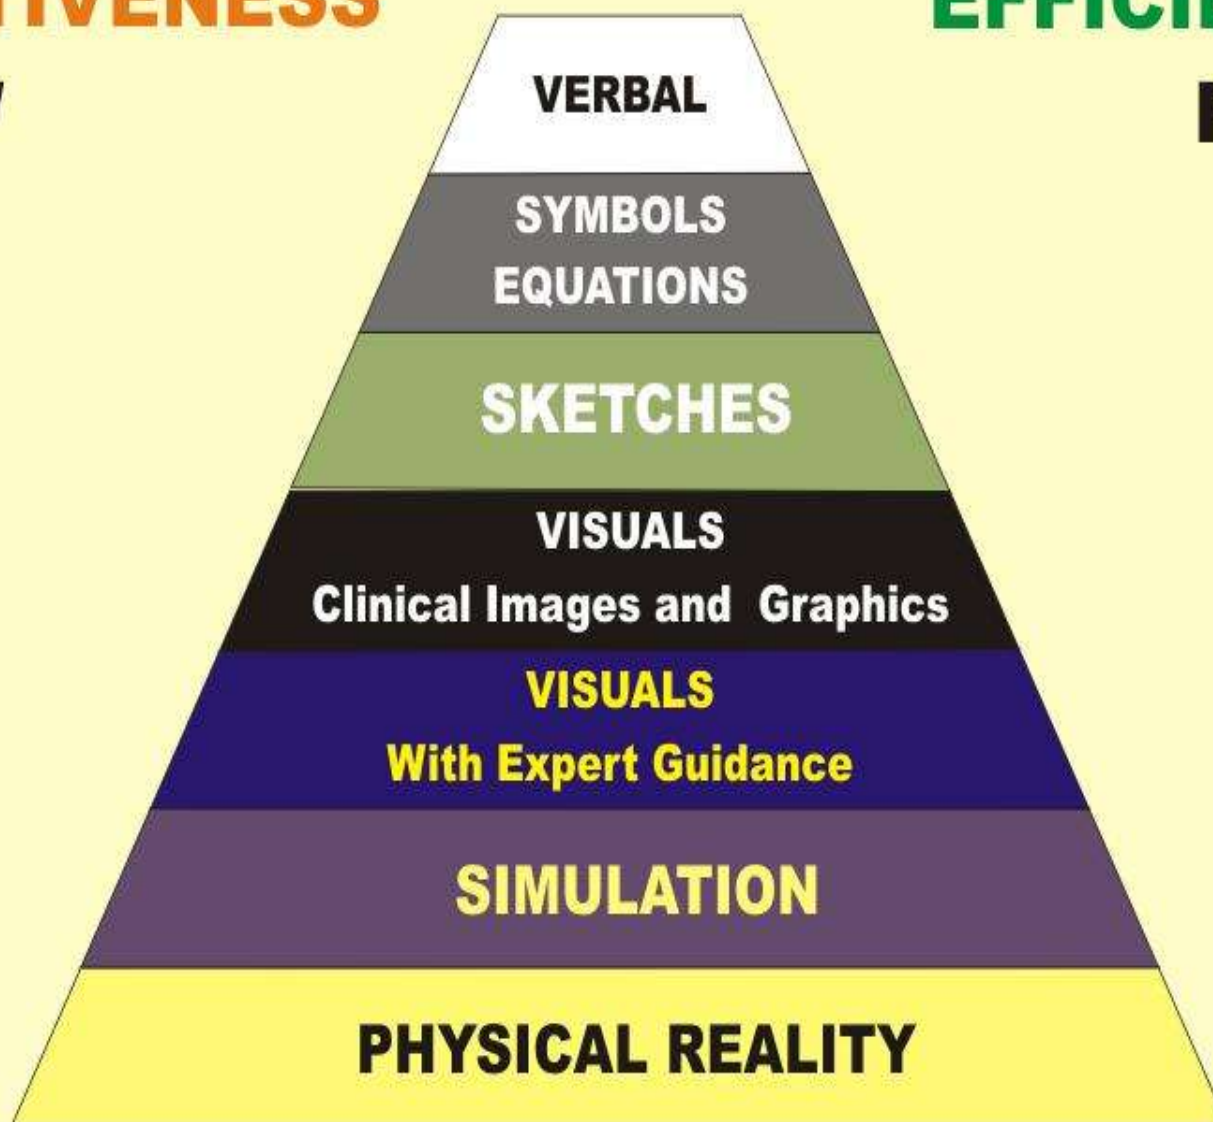 VERBAL
SYMBOLS
EQUATIONS
SKETCHES
VISUALS
Clinical Images and Graphics
VISUALS
With Expert Guidance
SIMULATION
PHYSICAL REALITY